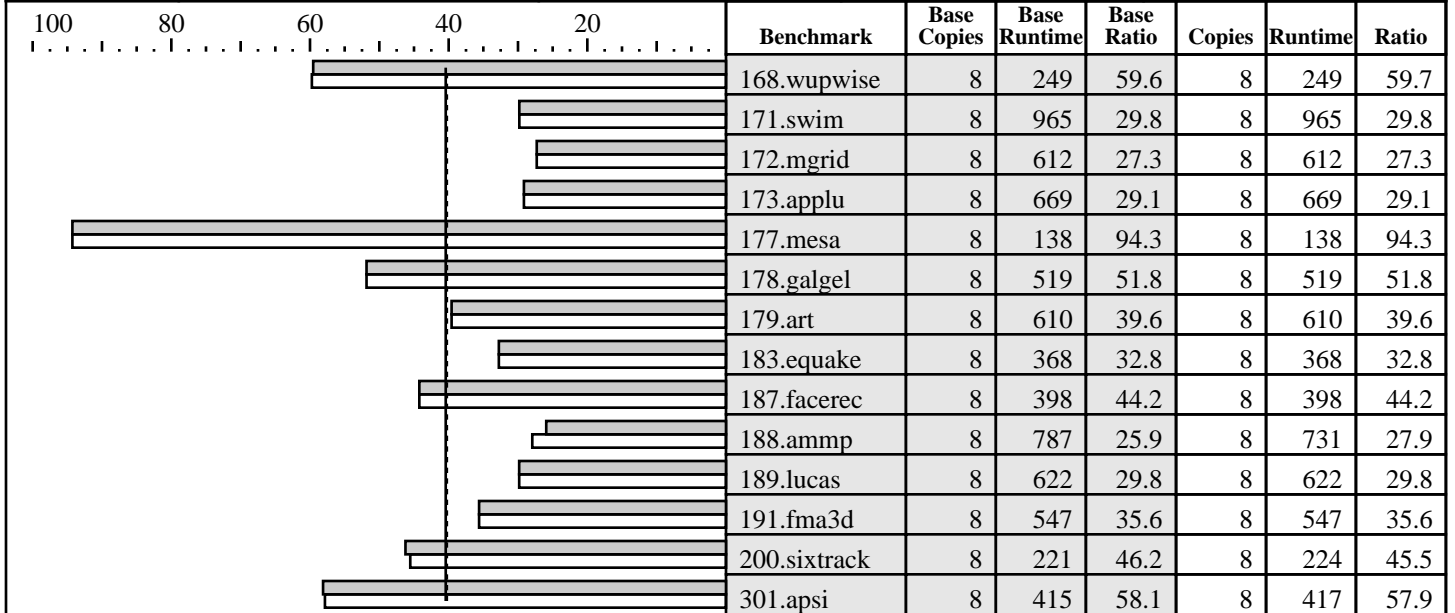 100 80 60 40 20 Benchmark Base Copies Base Runtime Base Ratio Copies Runtime Ratio
168.wupwise 8 249 59.6 8 249 59.7
171.swim 8 965 29.8 8 965 29.8
172.mgrid 8 612 27.3 8 612 27.3
173.applu 8 669 29.1 8 669 29.1
177.mesa 8 138 94.3 8 138 94.3
178.galgel 8 519 51.8 8 519 51.8
179.art 8 610 39.6 8 610 39.6
183.equake 8 368 32.8 8 368 32.8
187.facerec 8 398 44.2 8 398 44.2
188.ammp 8 787 25.9 8 731 27.9
189.lucas 8 622 29.8 8 622 29.8
191.fma3d 8 547 35.6 8 547 35.6
200.sixtrack 8 221 46.2 8 224 45.5
301.apsi 8 415 58.1 8 417 57.9